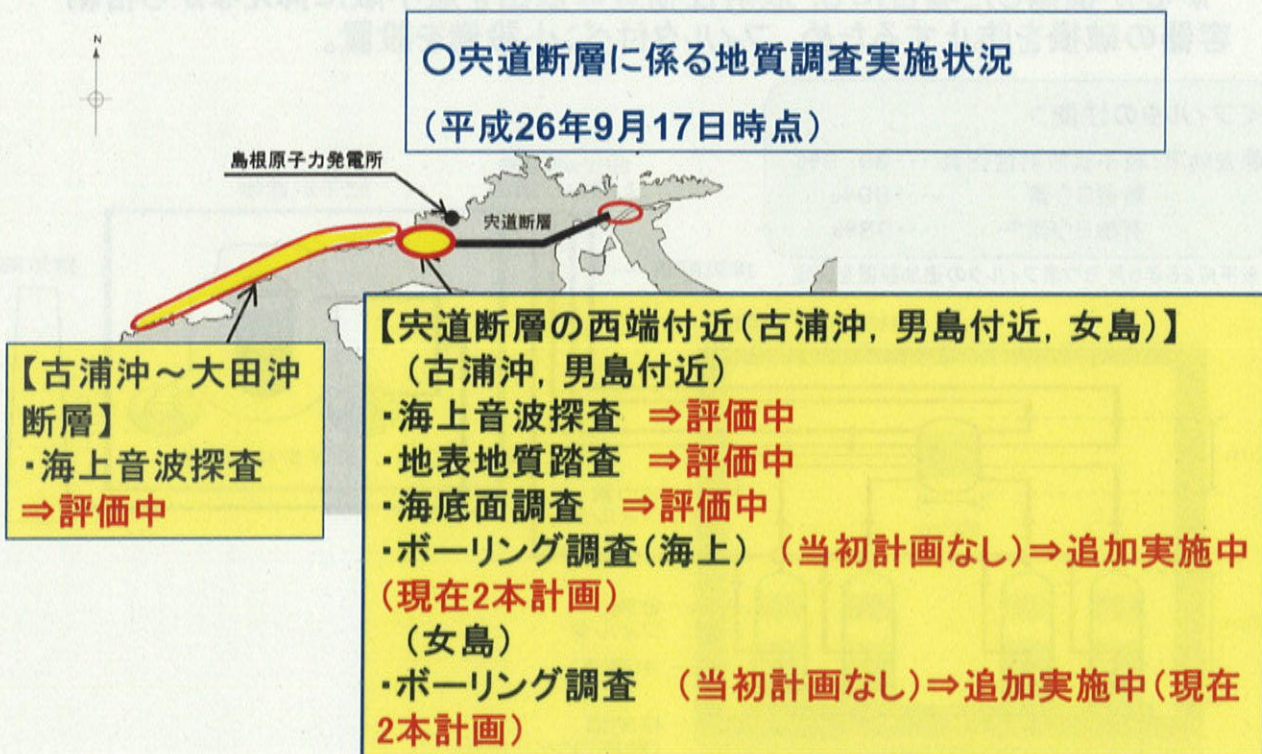 〇宍道断層に係る地質調査実施状況
（平成26年9月17日時点）
N
島根原子力発電所
宍道断層
【古浦沖～大田沖
断層】
・海上音波探査
⇒評価中
【宍道断層の西端付近（古浦沖，男島付近，女島）】
（古浦沖，男島付近）
・海上音波探査　⇒評価中
・地表地質踏査　⇒評価中
・海底面調査　⇒評価中
・ボーリング調査（海上）　（当初計画なし）⇒追加実施中
（現在2本計画）
（女島）
・ボーリング調査　（当初計画なし）⇒追加実施中（現在
2本計画）